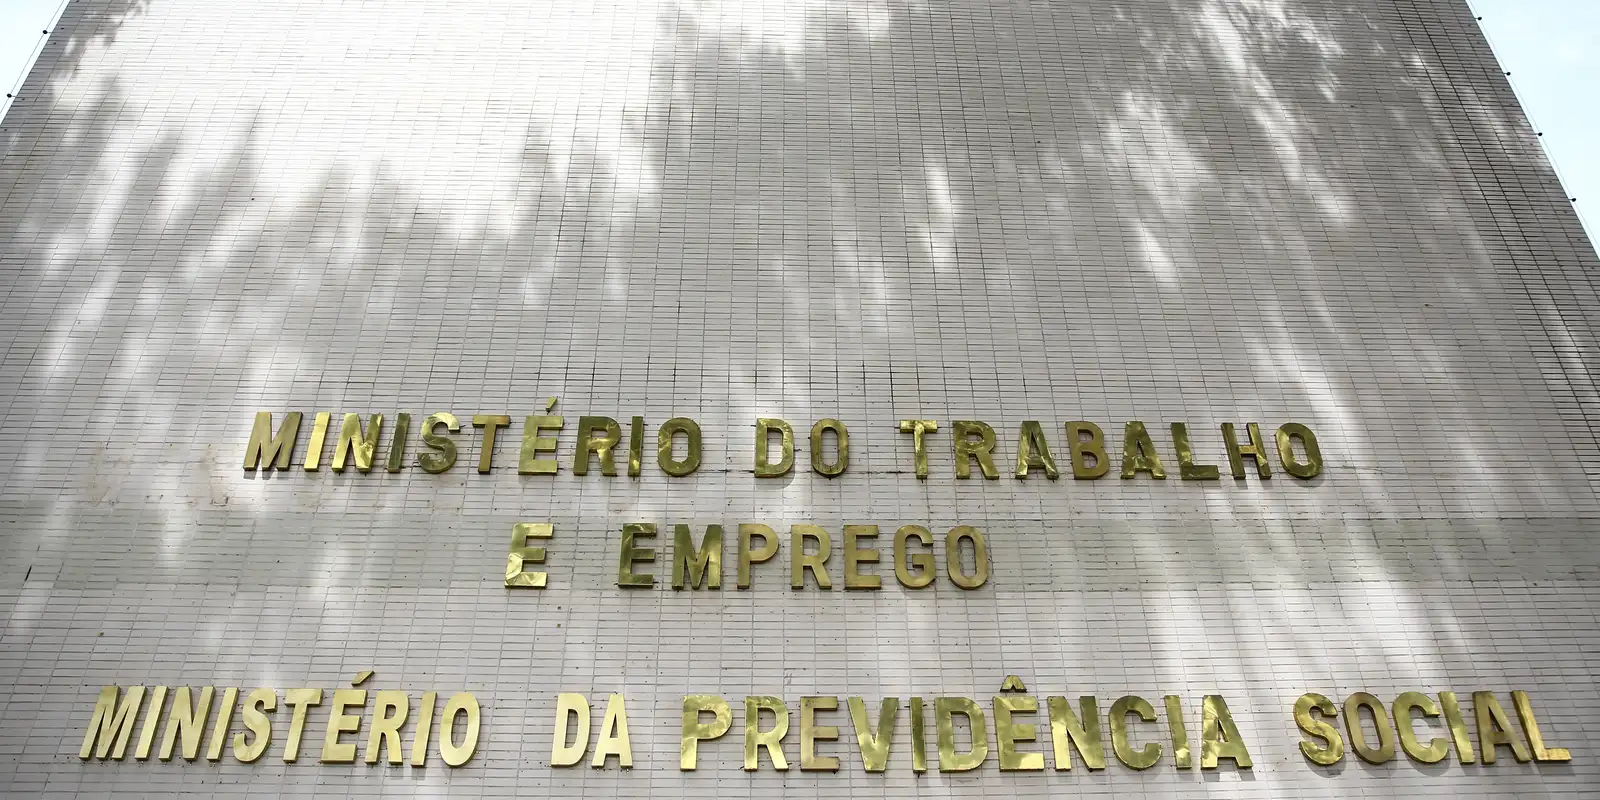 MINISTÉRIO DO TRABALHO
E EMPREGO
MINISTÉRIO DA PREVIDÊNCIA SOCIAL